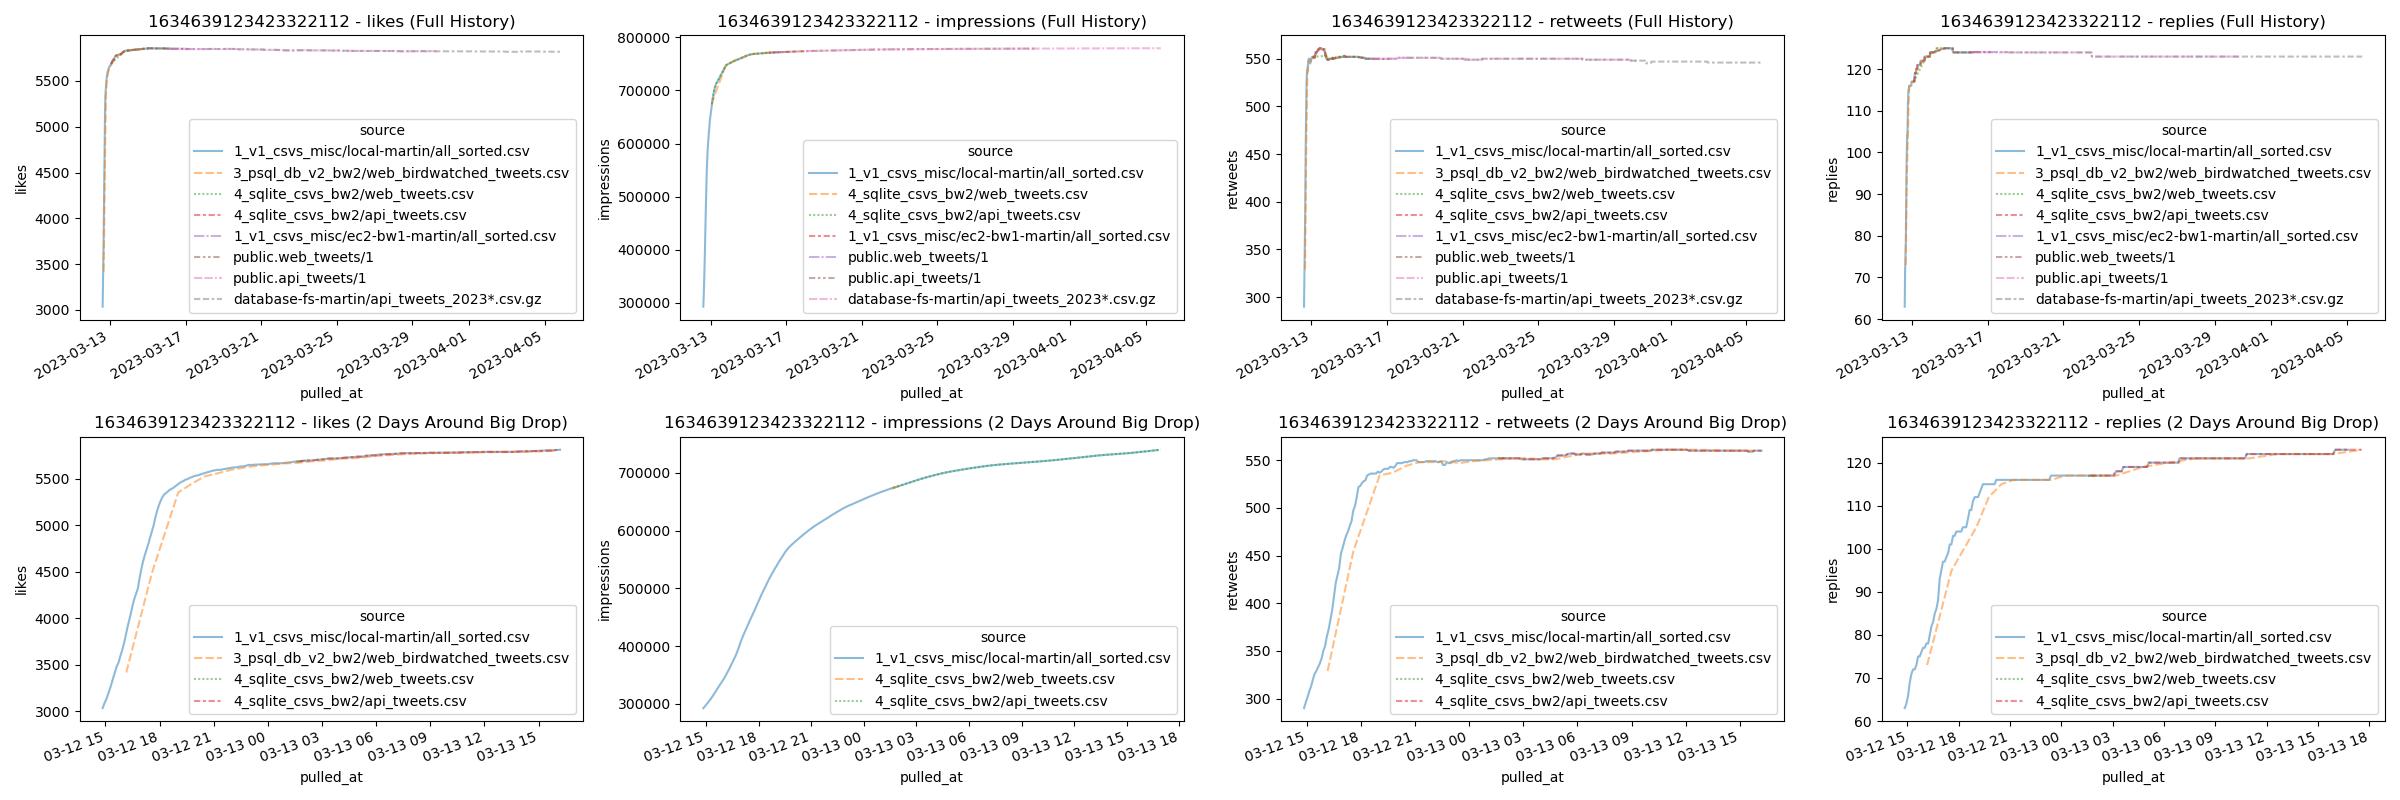 1634639123423322112 - likes (Full History)
likes
5500
5000
4500
4000
3500
3000
source
1_v1_csvs_misc/local-martin/all_sorted.csv
3_psql_db_v2_bw2/web_birdwatched_tweets.csv
4_sqlite_csvs_bw2/web_tweets.csv
4_sqlite_csvs_bw2/api_tweets.csv
1_v1_csvs_misc/ec2-bw1-martin/all_sorted.csv
public.web_tweets/1
public.api_tweets/1
database-fs-martin/api_tweets_2023*.csv.gz
2023-03-13
2023-03-17
2023-03-21
2023-03-25
2023-03-29
2023-04-01
2023-04-05
pulled_at
1634639123423322112 - impressions (Full History)
impressions
800000
700000
600000
500000
400000
300000
source
1_v1_csvs_misc/local-martin/all_sorted.csv
4_sqlite_csvs_bw2/web_tweets.csv
4_sqlite_csvs_bw2/api_tweets.csv
1_v1_csvs_misc/ec2-bw1-martin/all_sorted.csv
public.web_tweets/1
public.api_tweets/1
database-fs-martin/api_tweets_2023*.csv.gz
2023-03-13
2023-03-17
2023-03-21
2023-03-25
2023-03-29
2023-04-01
2023-04-05
pulled_at
1634639123423322112 - retweets (Full History)
retweets
550
500
450
400
350
300
source
1_v1_csvs_misc/local-martin/all_sorted.csv
3_psql_db_v2_bw2/web_birdwatched_tweets.csv
4_sqlite_csvs_bw2/web_tweets.csv
4_sqlite_csvs_bw2/api_tweets.csv
1_v1_csvs_misc/ec2-bw1-martin/all_sorted.csv
public.web_tweets/1
public.api_tweets/1
database-fs-martin/api_tweets_2023*.csv.gz
2023-03-13
2023-03-17
2023-03-21
2023-03-25
2023-03-29
2023-04-01
2023-04-05
pulled_at
1634639123423322112 - replies (Full History)
replies
120
110
100
90
80
70
60
source
1_v1_csvs_misc/local-martin/all_sorted.csv
3_psql_db_v2_bw2/web_birdwatched_tweets.csv
4_sqlite_csvs_bw2/web_tweets.csv
4_sqlite_csvs_bw2/api_tweets.csv
1_v1_csvs_misc/ec2-bw1-martin/all_sorted.csv
public.web_tweets/1
public.api_tweets/1
database-fs-martin/api_tweets_2023*.csv.gz
2023-03-13
2023-03-17
2023-03-21
2023-03-25
2023-03-29
2023-04-01
2023-04-05
pulled_at
1634639123423322112 - likes (2 Days Around Big Drop)
likes
5500
5000
4500
4000
3500
3000
source
1_v1_csvs_misc/local-martin/all_sorted.csv
3_psql_db_v2_bw2/web_birdwatched_tweets.csv
4_sqlite_csvs_bw2/web_tweets.csv
4_sqlite_csvs_bw2/api_tweets.csv
03-12 15
03-12 18
03-12 21
03-13 00
03-13 03
03-13 06
03-13 09
03-13 12
03-13 15
pulled_at
1634639123423322112 - impressions (2 Days Around Big Drop)
impressions
700000
600000
500000
400000
300000
source
1_v1_csvs_misc/local-martin/all_sorted.csv
4_sqlite_csvs_bw2/web_tweets.csv
4_sqlite_csvs_bw2/api_tweets.csv
03-12 15
03-12 18
03-12 21
03-13 00
03-13 03
03-13 06
03-13 09
03-13 12
03-13 15
03-13 18
pulled_at
1634639123423322112 - retweets (2 Days Around Big Drop)
retweets
550
500
450
400
350
300
source
1_v1_csvs_misc/local-martin/all_sorted.csv
3_psql_db_v2_bw2/web_birdwatched_tweets.csv
4_sqlite_csvs_bw2/web_tweets.csv
4_sqlite_csvs_bw2/api_tweets.csv
03-12 15
03-12 18
03-12 21
03-13 00
03-13 03
03-13 06
03-13 09
03-13 12
03-13 15
pulled_at
1634639123423322112 - replies (2 Days Around Big Drop)
replies
120
110
100
90
80
70
60
source
1_v1_csvs_misc/local-martin/all_sorted.csv
3_psql_db_v2_bw2/web_birdwatched_tweets.csv
4_sqlite_csvs_bw2/web_tweets.csv
4_sqlite_csvs_bw2/api_tweets.csv
03-12 15
03-12 18
03-12 21
03-13 00
03-13 03
03-13 06
03-13 09
03-13 12
03-13 15
03-13 18
pulled_at